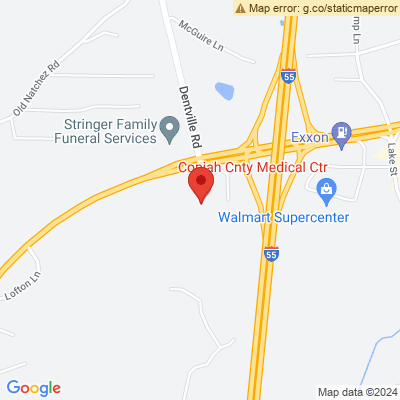 Map error: g.co/staticmaperror
McGuire Ln
55
Old Natchez Rd
Dentville Rd
Stringer Family
Funeral Services
Exxon
Lake St
Copiah Cnty Medical Ctr
Walmart Supercenter
55
Lofton Ln
Google
Map data ©2024